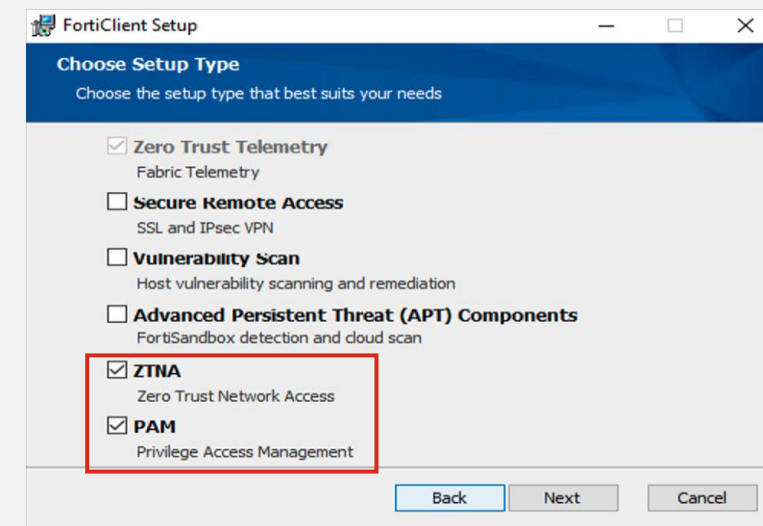 FortiClient Setup
Choose Setup Type
Choose the setup type that best suits your needs
Zero Trust Telemetry
Fabric Telemetry
Secure Remote Access
SSL and IPsec VPN
Vulnerability Scan
Host vulnerability scanning and remediation
Advanced Persistent Threat (APT) Components
FortiSandbox detection and cloud scan
ZTNA
Zero Trust Network Access
PAM
Privilege Access Management
Back Next Cancel